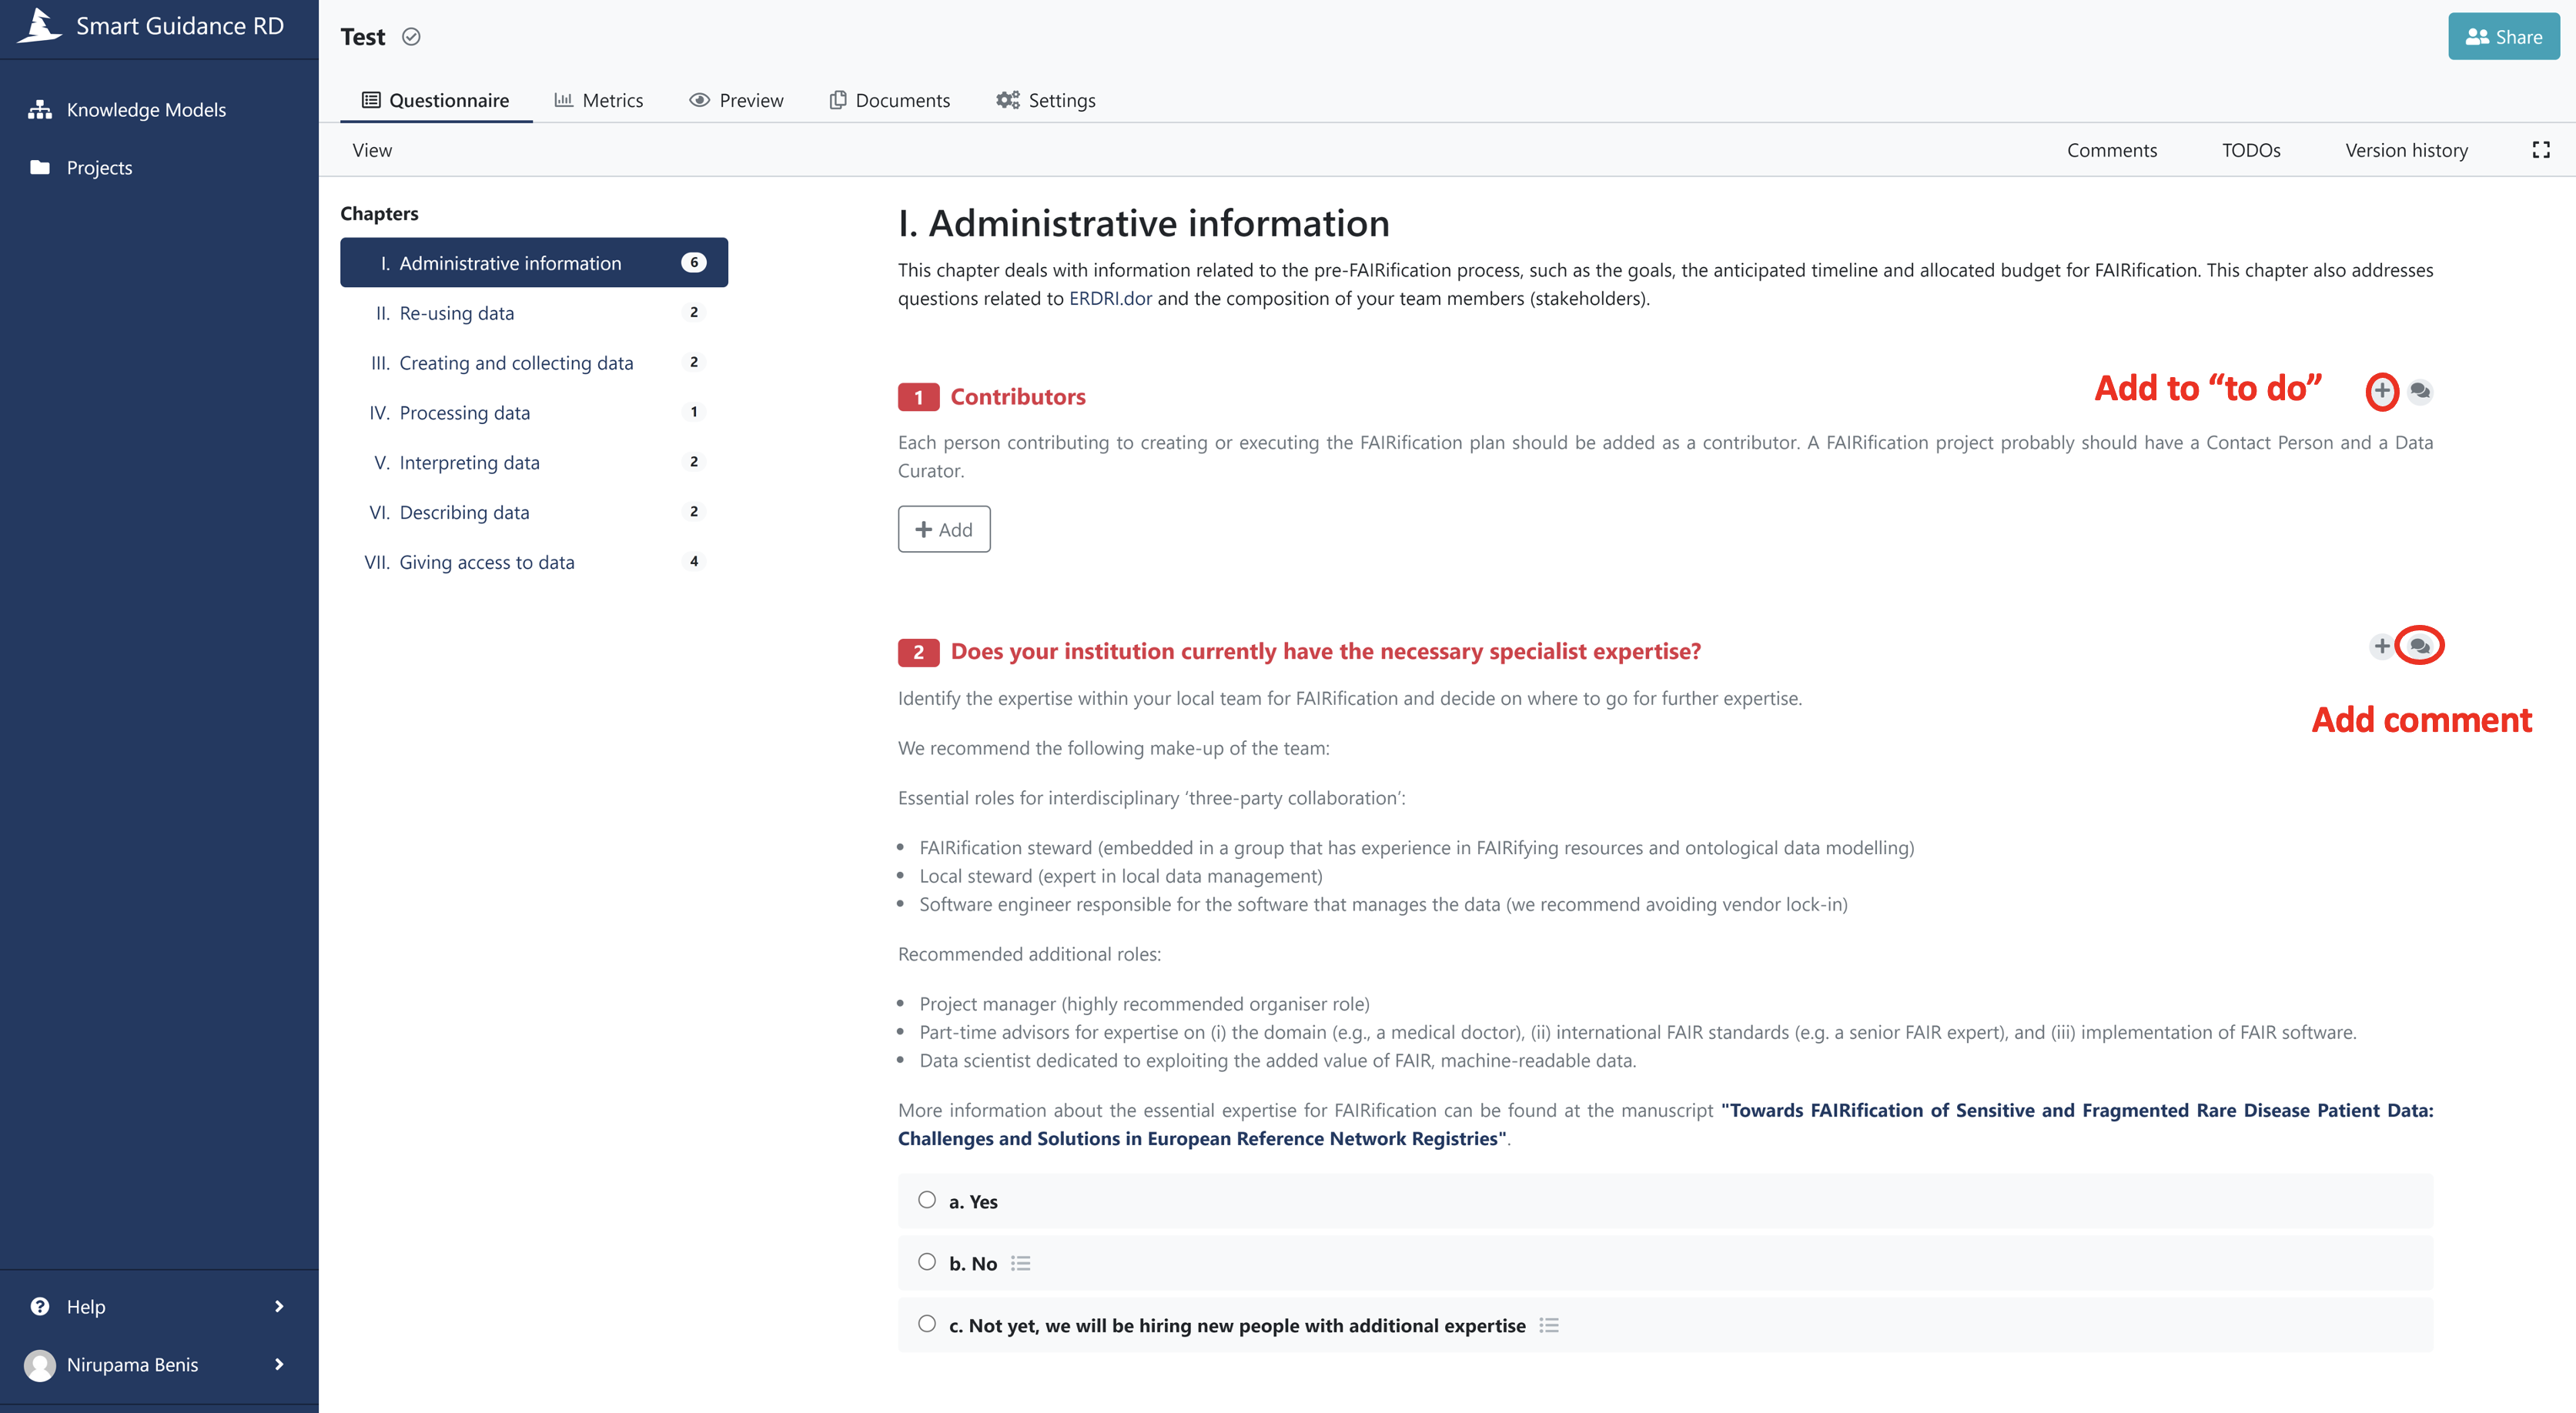 Smart Guidance RD
Knowledge Models
Projects
Help
Nirupama Benis
Test
Share
Questionnaire
Metrics
Preview
Documents
Settings
View
Comments
TODOs
Version history
Chapters
I. Administrative information 6
II. Re-using data 2
III. Creating and collecting data 2
IV. Processing data 1
V. Interpreting data 2
VI. Describing data 2
VII. Giving access to data 4
I. Administrative information
This chapter deals with information related to the pre-FAIRification process, such as the goals, the anticipated timeline and allocated budget for FAIRification. This chapter also addresses
questions related to ERDRI.dor and the composition of your team members (stakeholders).
1 Contributors
Add to “to do”
Each person contributing to creating or executing the FAIRification plan should be added as a contributor. A FAIRification project probably should have a Contact Person and a Data
Curator.
+ Add
2 Does your institution currently have the necessary specialist expertise?
Add comment
Identify the expertise within your local team for FAIRification and decide on where to go for further expertise.
We recommend the following make-up of the team:
Essential roles for interdisciplinary ‘three-party collaboration’:
• FAIRification steward (embedded in a group that has experience in FAIRifying resources and ontological data modelling)
• Local steward (expert in local data management)
• Software engineer responsible for the software that manages the data (we recommend avoiding vendor lock-in)
Recommended additional roles:
• Project manager (highly recommended organiser role)
• Part-time advisors for expertise on (i) the domain (e.g., a medical doctor), (ii) international FAIR standards (e.g. a senior FAIR expert), and (iii) implementation of FAIR software.
• Data scientist dedicated to exploiting the added value of FAIR, machine-readable data.
More information about the essential expertise for FAIRification can be found at the manuscript "Towards FAIRification of Sensitive and Fragmented Rare Disease Patient Data:
Challenges and Solutions in European Reference Network Registries".
a. Yes
b. No
c. Not yet, we will be hiring new people with additional expertise